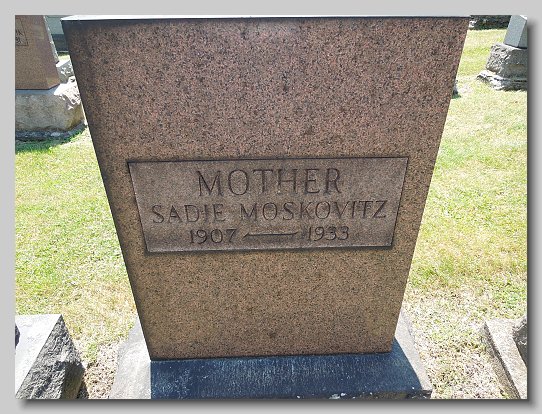 MOTHER
SADIE MOSKOVITZ
1907 — 1933